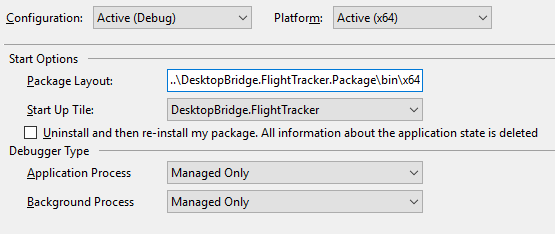 Configuration: Active (Debug) Platform: Active (x64)
Start Options
Package Layout: ..\DesktopBridge.FlightTracker.Package\bin\x64
Start Up Tile: DesktopBridge.FlightTracker
Uninstall and then re-install my package. All information about the application state is deleted
Debugger Type
Application Process Managed Only
Background Process Managed Only